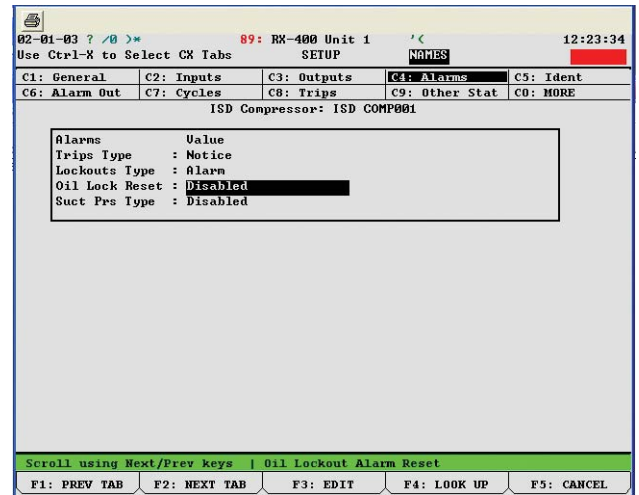 02-01-03 ? /0 >* 89: RX-400 Unit 1 '< 12:23:34
Use Ctrl-X to Select CX Tabs SETUP NAMES
C1: General C2: Inputs C3: Outputs C4: Alarms C5: Ident
C6: Alarm Out C7: Cycles C8: Trips C9: Other Stat C0: MORE
ISD Compressor: ISD COMP001
Alarms Value
Trips Type : Notice
Lockouts Type : Alarm
Oil Lock Reset : Disabled
Suct Prs Type : Disabled
Scroll using Next/Prev keys | Oil Lockout Alarm Reset
F1: PREV TAB F2: NEXT TAB F3: EDIT F4: LOOK UP F5: CANCEL